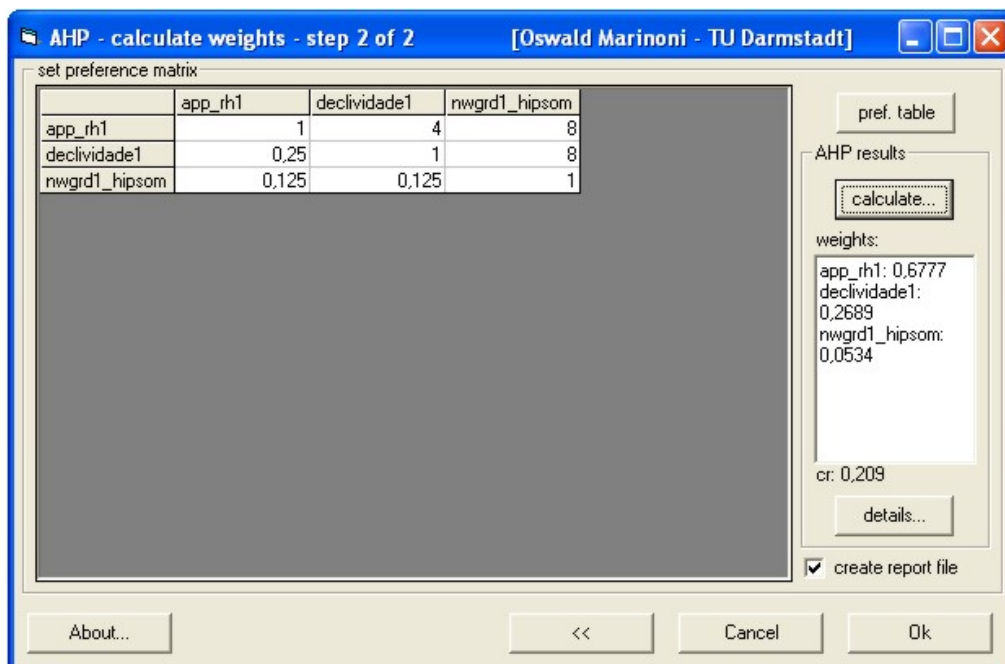 AHP - calculate weights - step 2 of 2 [Oswald Marinoni - TU Darmstadt]
set preference matrix
app_rh1 declividade1 nwgrd1_hipsom
app_rh1 1 4 8
declividade1 0,25 1 8
nwgrd1_hipsom 0,125 0,125 1
pref. table
AHP results
calculate...
weights:
app_rh1: 0,6777
declividade1:
0,2689
nwgrd1_hipsom:
0,0534
cr: 0,209
details...
create report file
About... << Cancel Ok